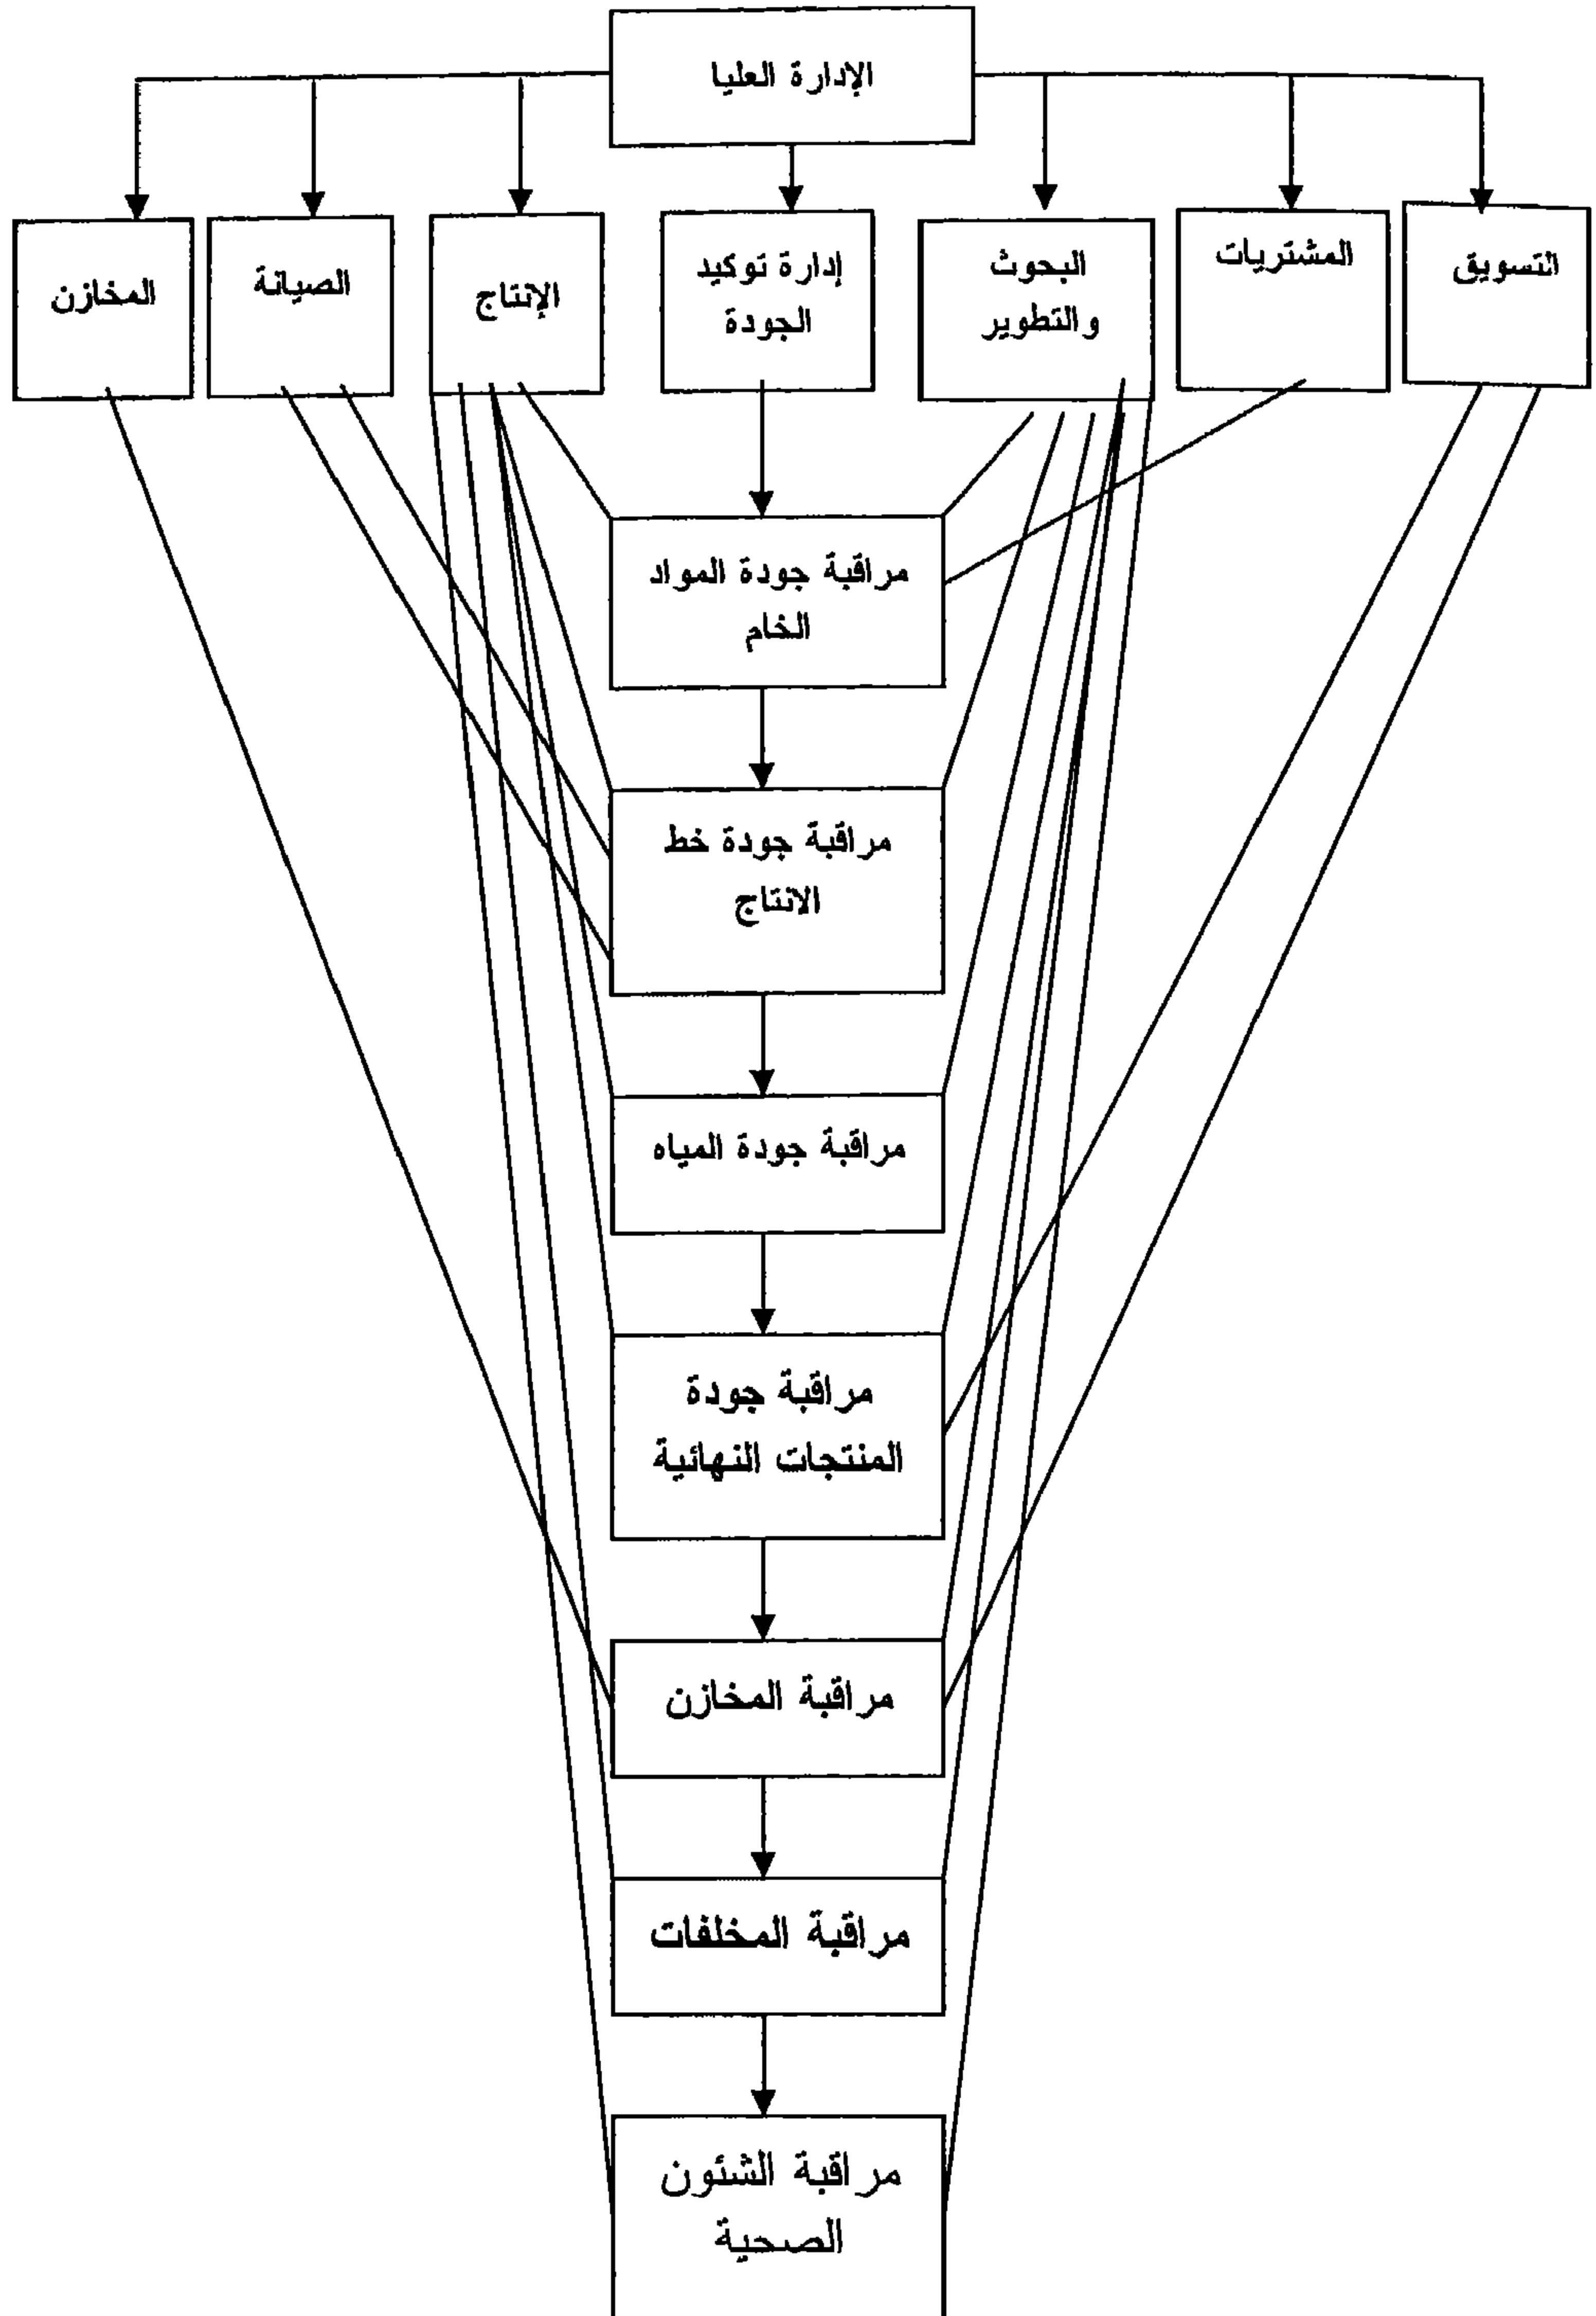 الإدارة العليا
التسويق
المشتريات
البحوث
والتطوير
إدارة توكيد
الجودة
الإنتاج
الصيانة
المخازن
مراقبة جودة المواد
الخام
مراقبة جودة خط
الانتاج
مراقبة جودة المياه
مراقبة جودة
المنتجات النهائية
مراقبة المخازن
مراقبة المخلفات
مراقبة الشئون
الصحية